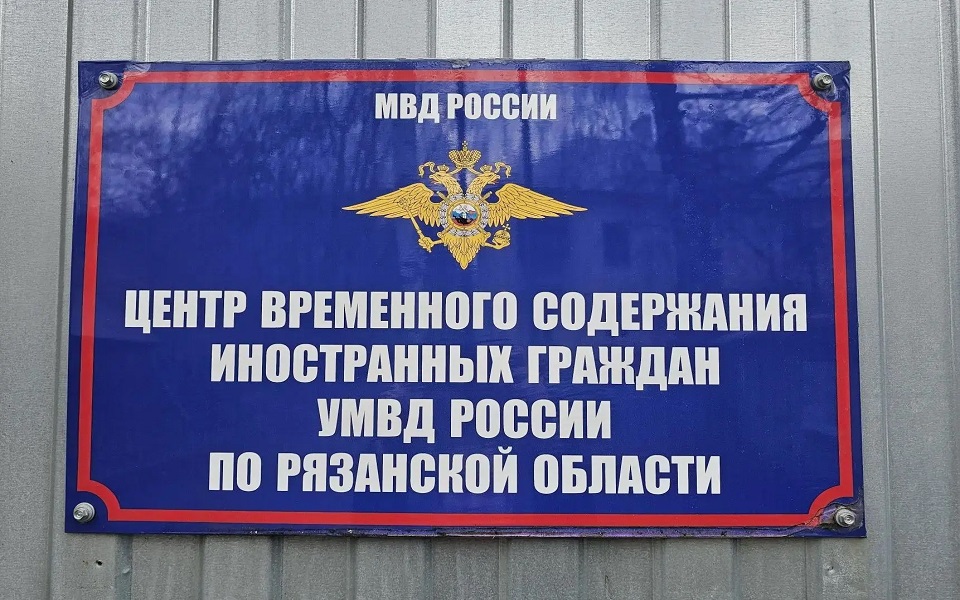 МВД РОССИИ
ЦЕНТР ВРЕМЕННОГО СОДЕРЖАНИЯ
ИНОСТРАННЫХ ГРАЖДАН
УМВД РОССИИ
ПО РЯЗАНСКОЙ ОБЛАСТИ